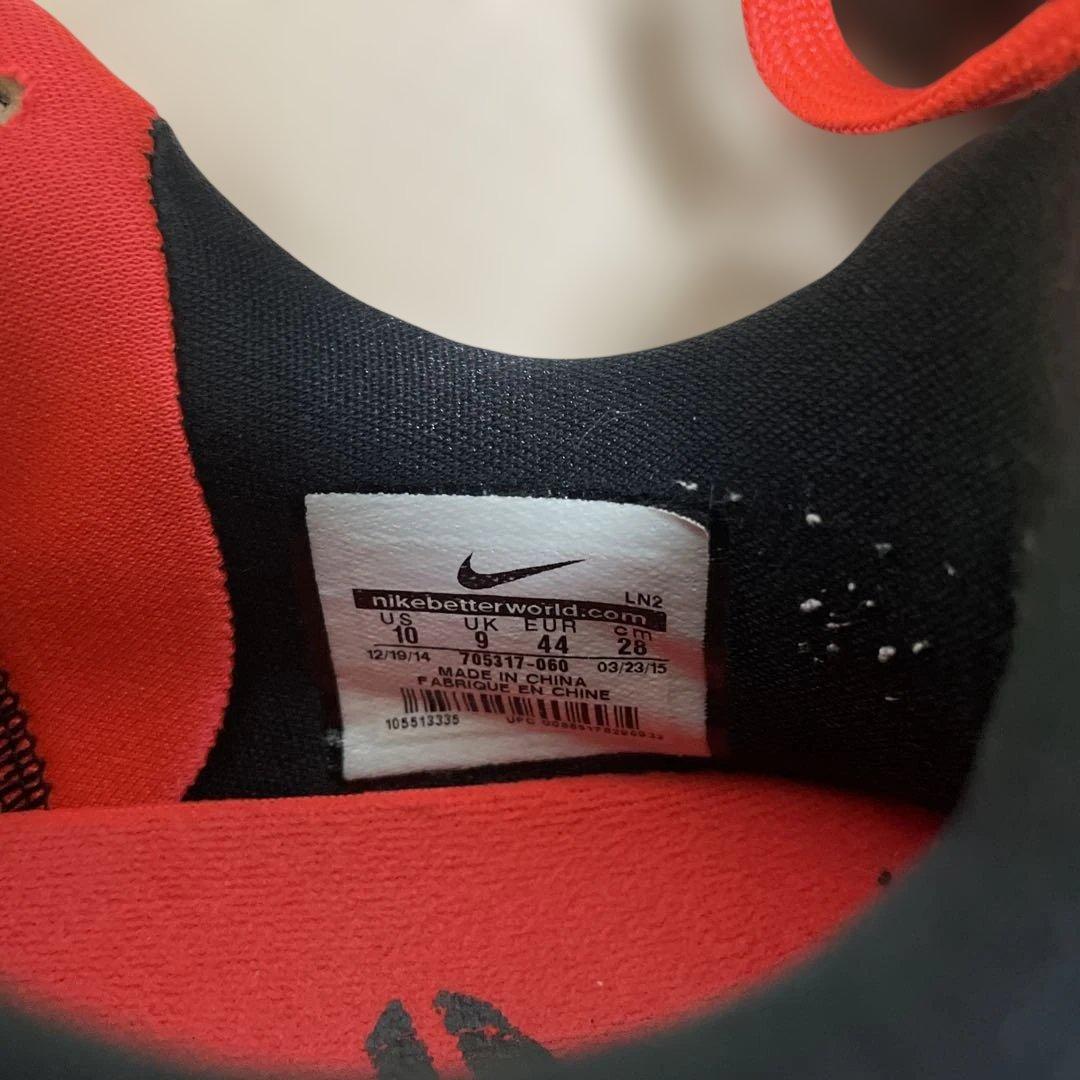 LN2
nikebetterworld.com
US UK EUR cm
10 9 44 28
12/19/14 705317-060 03/23/15
MADE IN CHINA
FABRIQUE EN CHINE
105513335 UPC